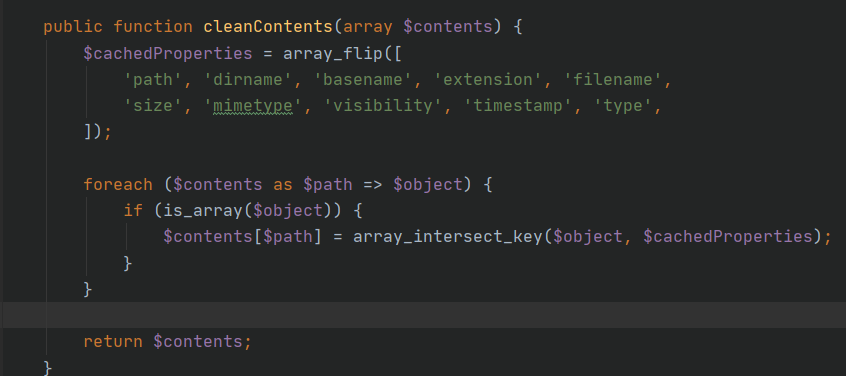 public function cleanContents(array $contents) {
$cachedProperties = array_flip([
'path', 'dirname', 'basename', 'extension', 'filename',
'size', 'mimetype', 'visibility', 'timestamp', 'type',
]);
foreach ($contents as $path => $object) {
if (is_array($object)) {
$contents[$path] = array_intersect_key($object, $cachedProperties);
}
}
return $contents;
}